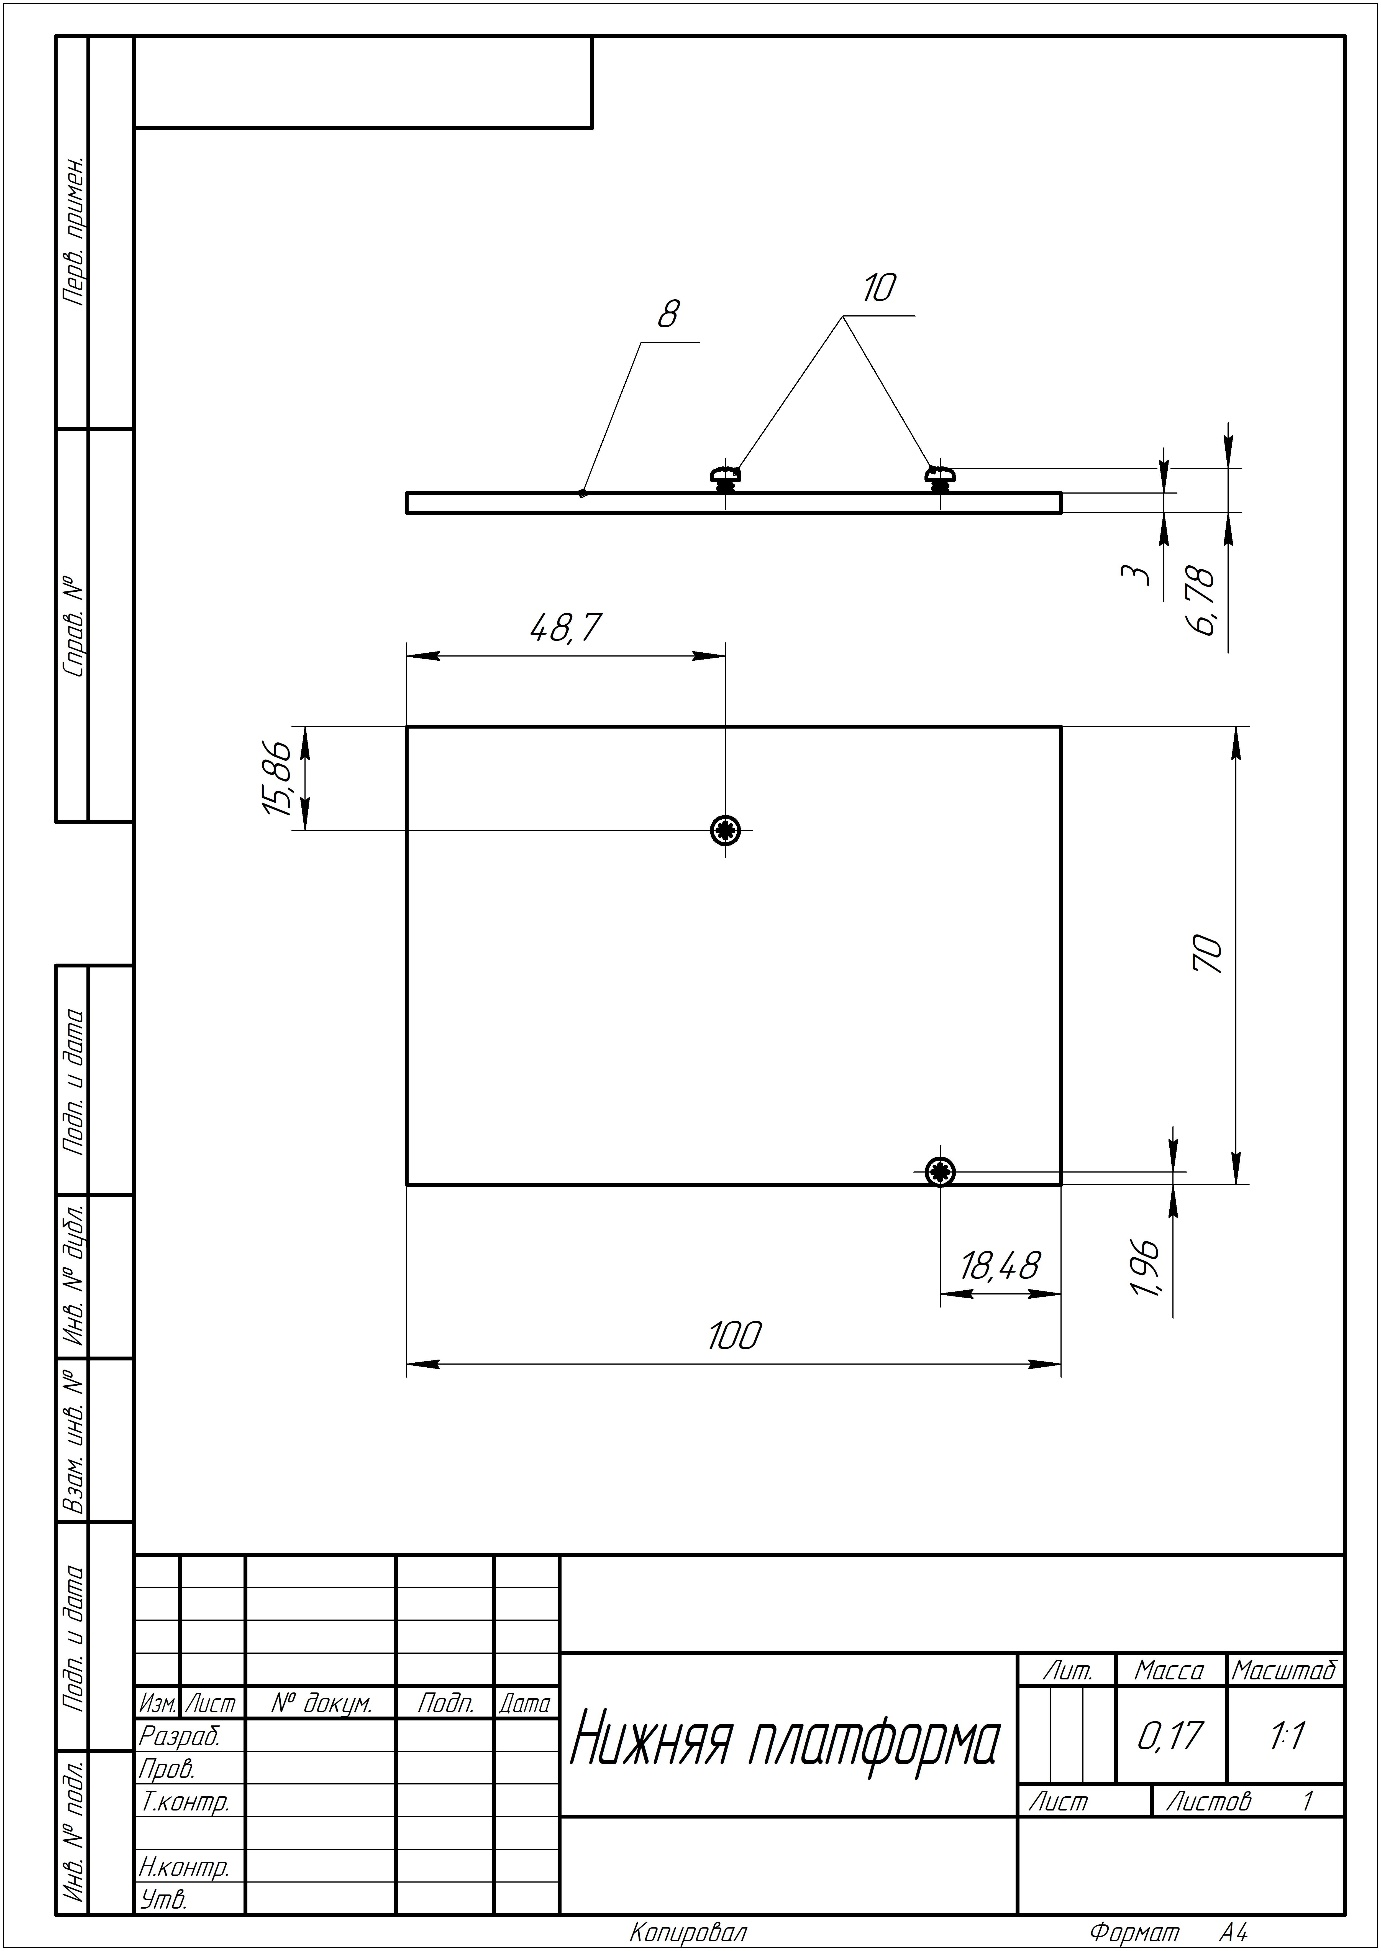 Перв. примен.
Справ. №
Подп. и дата
Инв. № дубл.
Взам. инв. №
Подп. и дата
Инв. № подл.
10
8
3
6,78
48,7
15,86
70
18,48
1,96
100
Лит. Масса Масштаб
Изм. Лист № докум. Подп. Дата
Разраб.
Пров.
Т.контр.
Н.контр.
Утв.
Нижняя платформа
0,17 1:1
Лист Листов 1
Копировал Формат А4